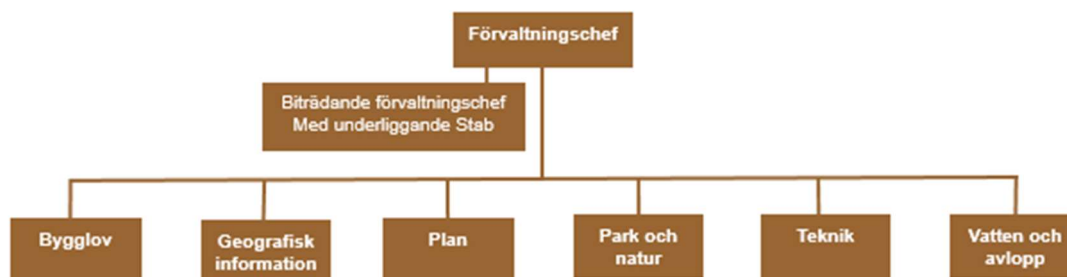 Förvaltningschef
Biträdande förvaltningschef
Med underliggande Stab
Bygglov
Geografisk
information
Plan
Park och
natur
Teknik
Vatten och
avlopp